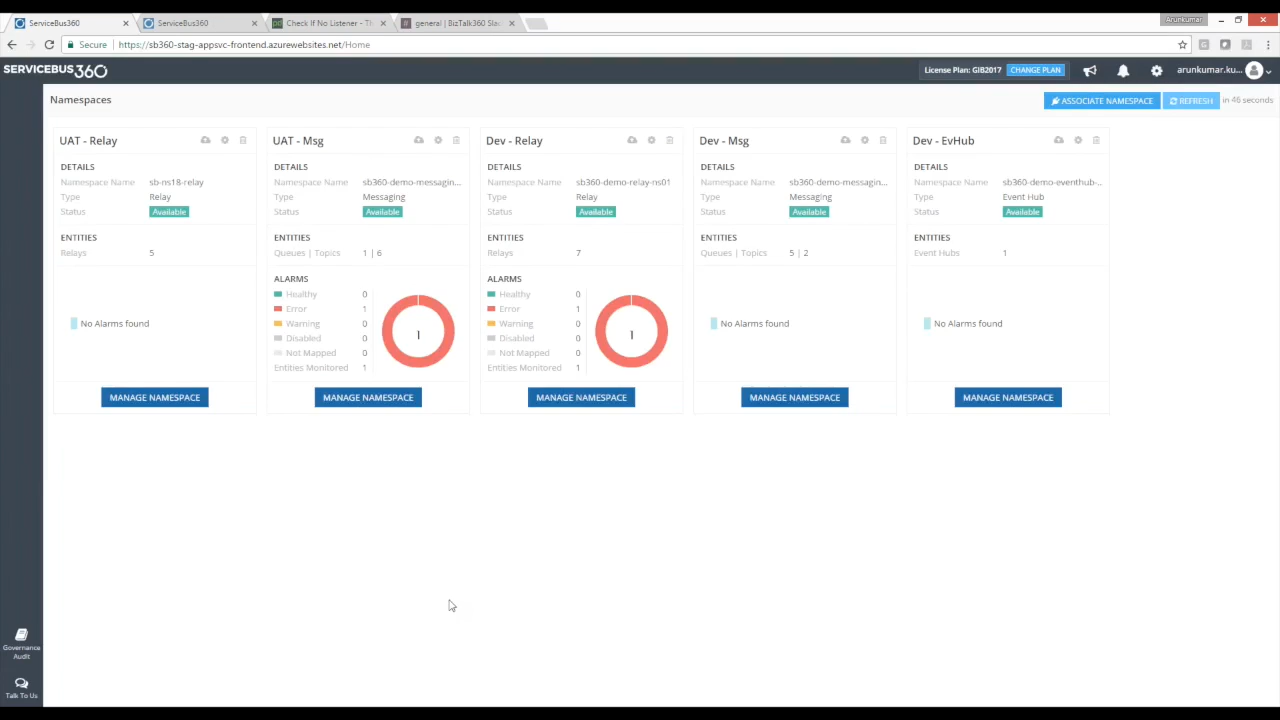 ServiceBus360
ServiceBus360
Check If No Listener - Th
general | BizTalk360 Sla
Arunkumar
Secure
https://sb360-stag-appsvc-frontend.azurewebsites.net/Home
SERVICEBUS360
License Plan: GIB2017 CHANGE PLAN
arunkumar.ku...
Namespaces
ASSOCIATE NAMESPACE
REFRESH in 46 seconds
UAT - Relay
DETAILS
Namespace Name sb-ns18-relay
Type Relay
Status Available
ENTITIES
Relays 5
No Alarms found
MANAGE NAMESPACE
UAT - Msg
DETAILS
Namespace Name sb360-demo-messagin...
Type Messaging
Status Available
ENTITIES
Queues | Topics 1 | 6
ALARMS
Healthy 0
Error 1
Warning 0
Disabled 0
Not Mapped 0
Entities Monitored 1
1
MANAGE NAMESPACE
Dev - Relay
DETAILS
Namespace Name sb360-demo-relay-ns01
Type Relay
Status Available
ENTITIES
Relays 7
ALARMS
Healthy 0
Error 1
Warning 0
Disabled 0
Not Mapped 0
Entities Monitored 1
1
MANAGE NAMESPACE
Dev - Msg
DETAILS
Namespace Name sb360-demo-messagin...
Type Messaging
Status Available
ENTITIES
Queues | Topics 5 | 2
No Alarms found
MANAGE NAMESPACE
Dev - EvHub
DETAILS
Namespace Name sb360-demo-eventhub-...
Type Event Hub
Status Available
ENTITIES
Event Hubs 1
No Alarms found
MANAGE NAMESPACE
Governance
Audit
Talk To Us